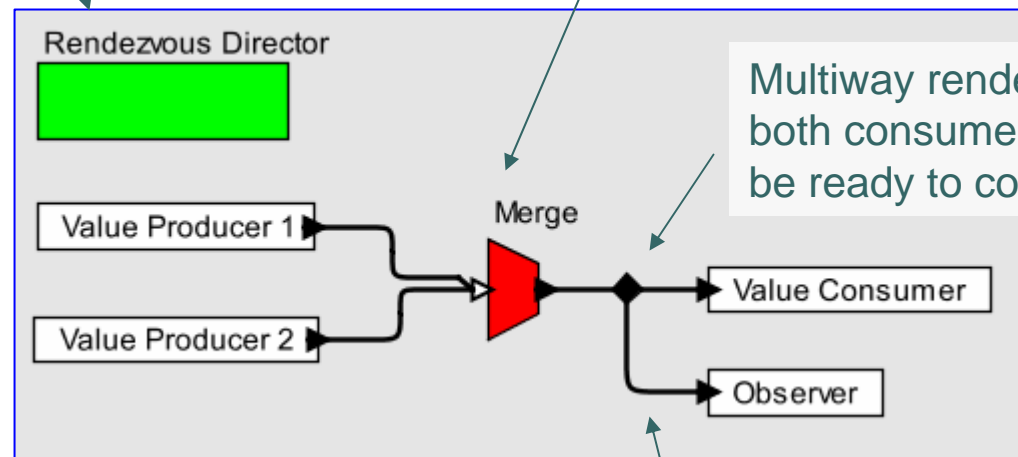 Rendezvous Director
Multiway rende
both consume
be ready to co
Value Producer 1
Merge
Value Producer 2
Value Consumer
Observer